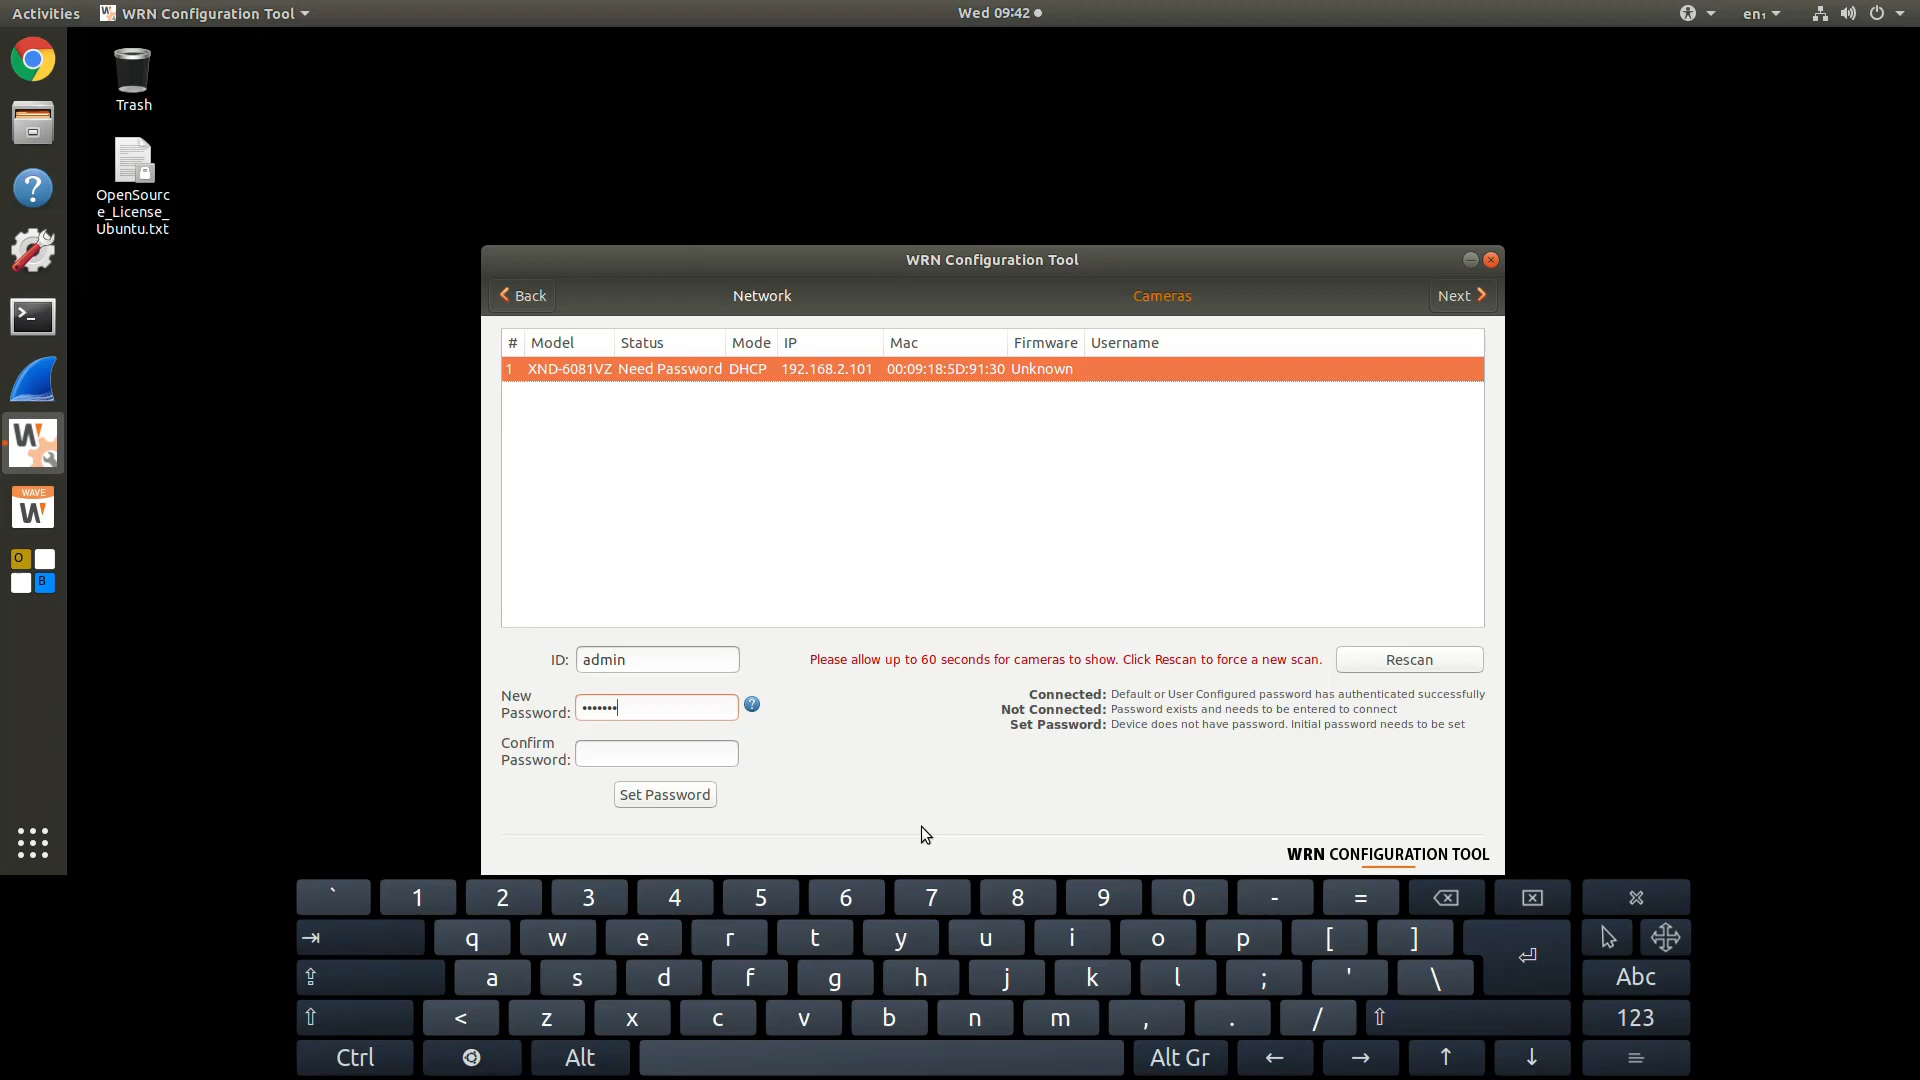 Activities WRN Configuration Tool Wed 09:42 en₁
Trash
OpenSourc
e_License_
Ubuntu.txt
WRN Configuration Tool
Back Network Cameras Next
# Model Status Mode IP Mac Firmware Username
1 XND-6081VZ Need Password DHCP 192.168.2.101 00:09:18:5D:91:30 Unknown
ID: admin Please allow up to 60 seconds for cameras to show. Click Rescan to force a new scan. Rescan
New
Password: ••••••• ?
Connected: Default or User Configured password has authenticated successfully
Not Connected: Password exists and needs to be entered to connect
Set Password: Device does not have password. Initial password needs to be set
Confirm
Password:
Set Password
WRN CONFIGURATION TOOL
WAVE
W
O
B
` 1 2 3 4 5 6 7 8 9 0 - =
q w e r t y u i o p [ ]
a s d f g h j k l ; ' \ Abc
< z x c v b n m , . / 123
Ctrl Alt Alt Gr ← → ↑ ↓